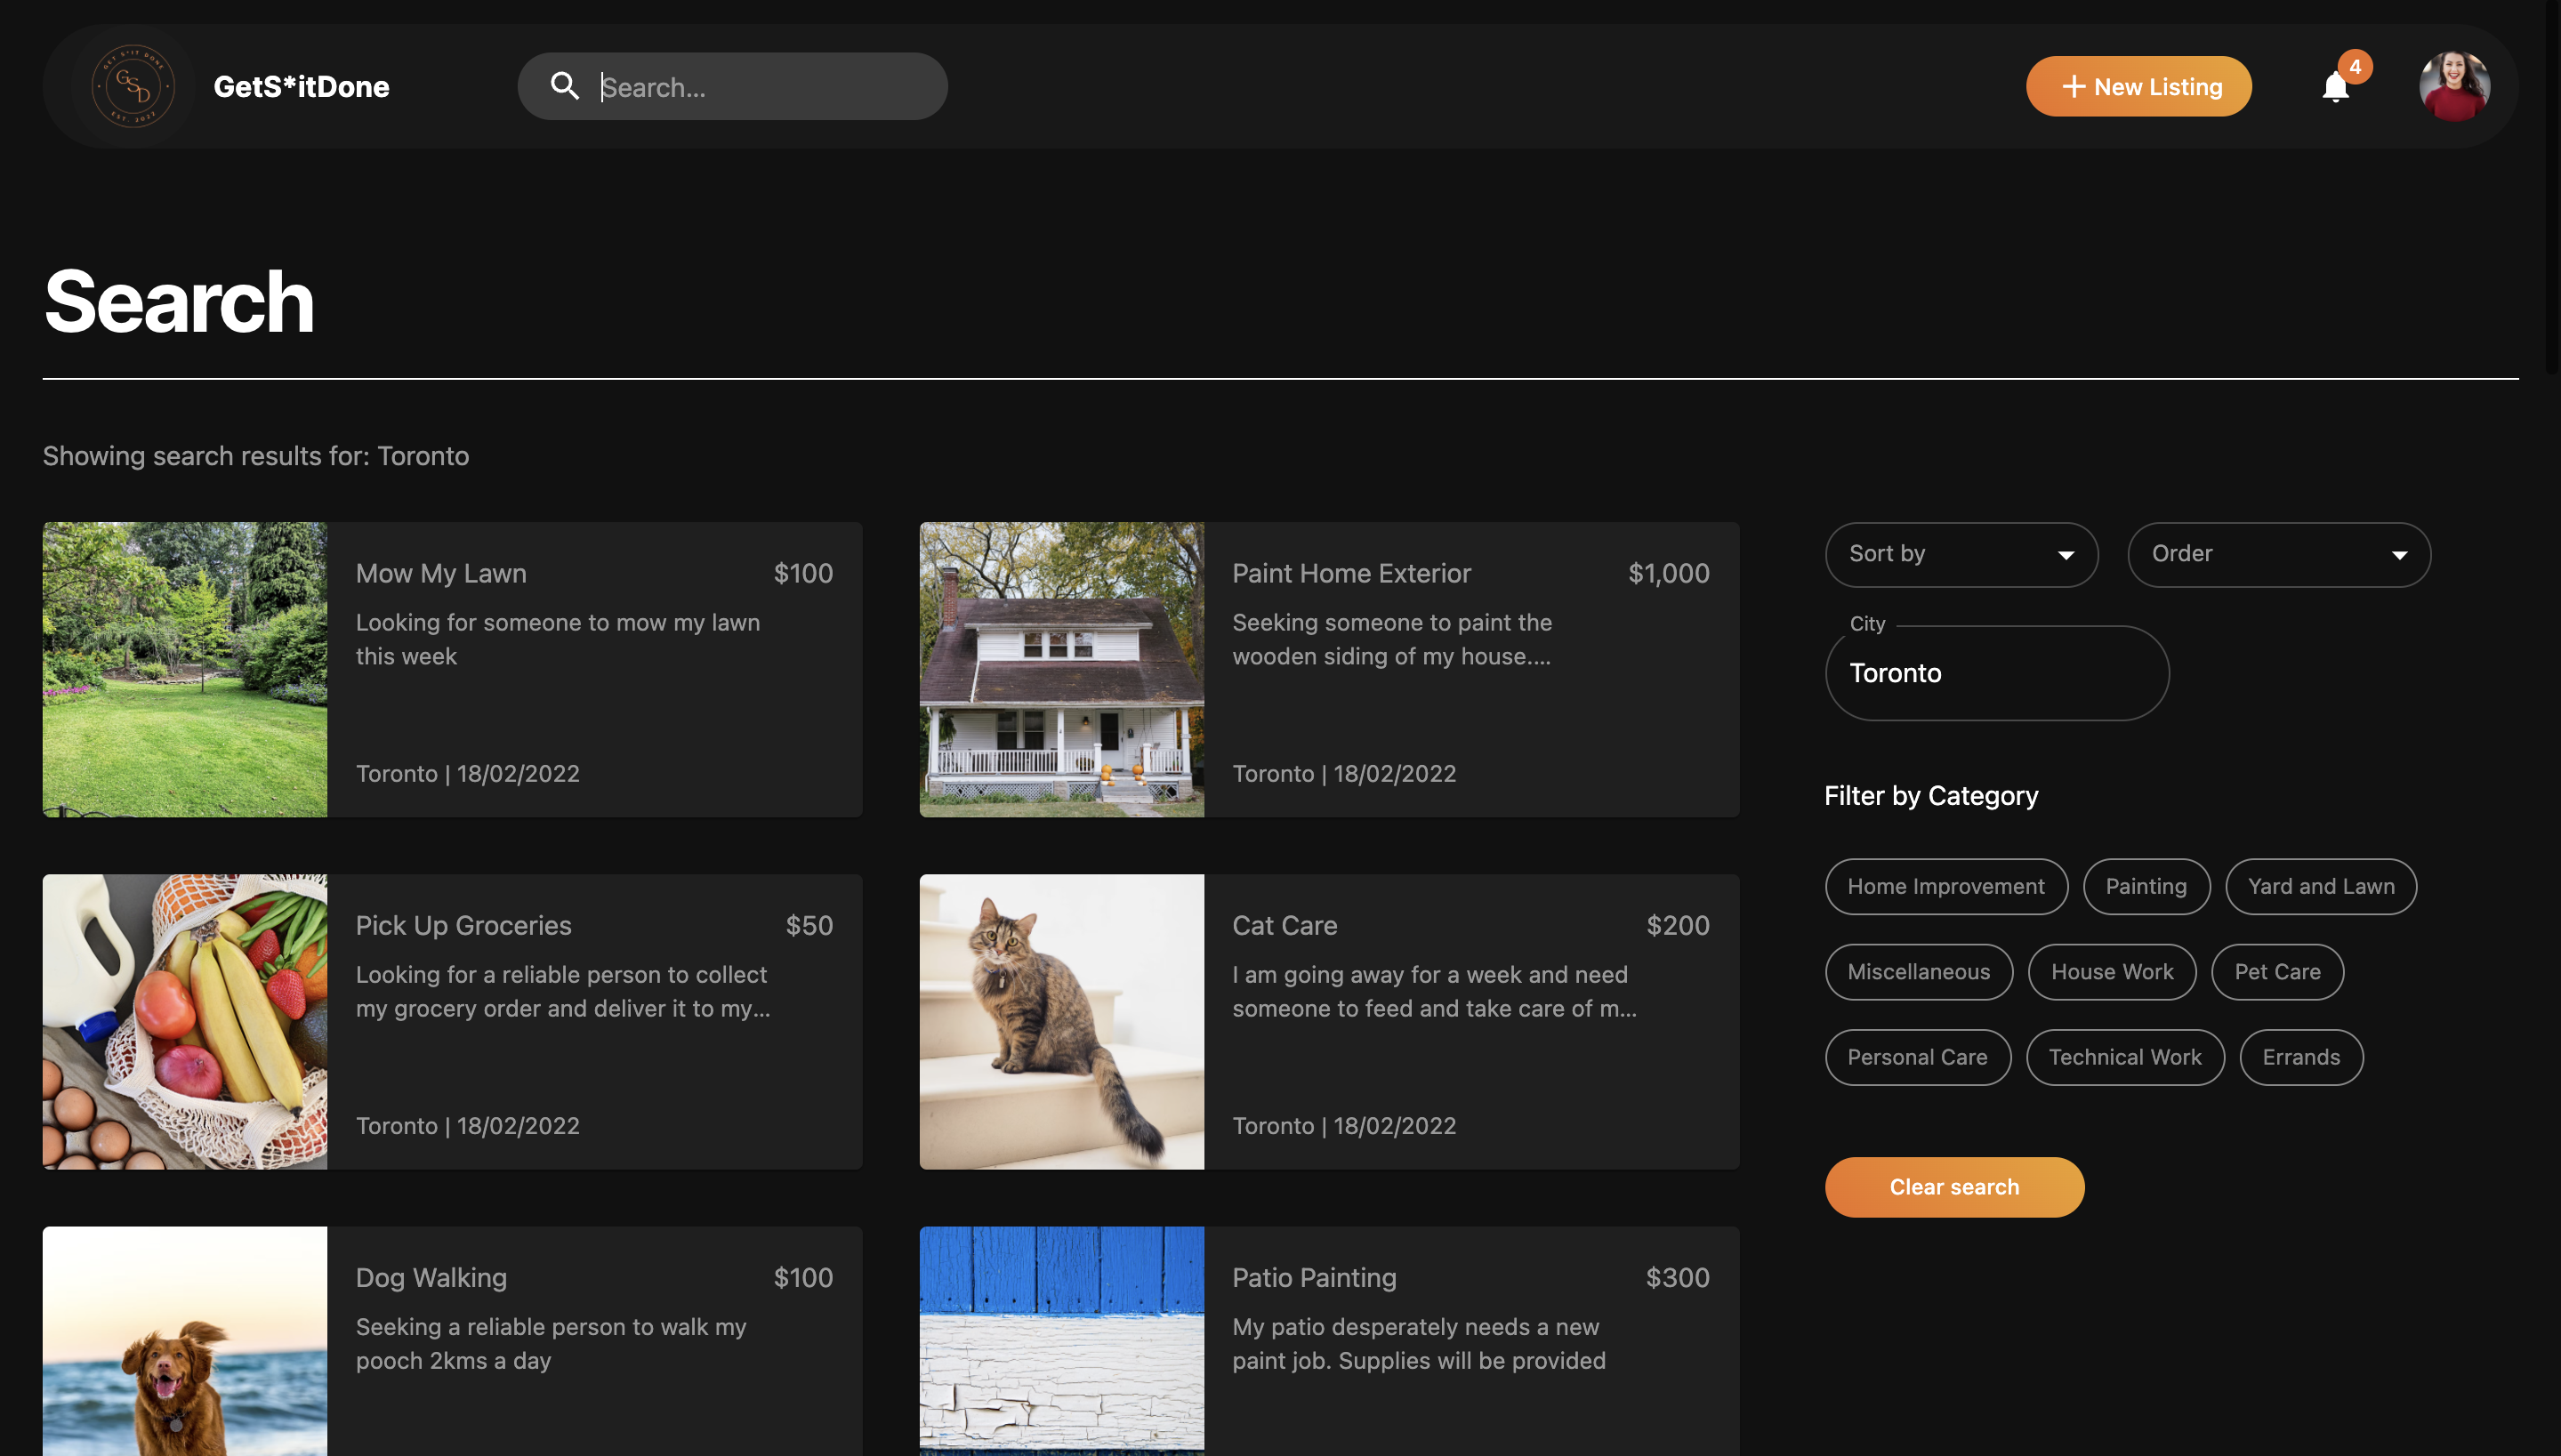 GET S*IT DONE
GSD
EST. 2022
GetS*itDone
Search...
New Listing
4
Search
Showing search results for: Toronto
Mow My Lawn $100
Looking for someone to mow my lawn
this week
Toronto | 18/02/2022
Paint Home Exterior $1,000
Seeking someone to paint the
wooden siding of my house....
Toronto | 18/02/2022
Pick Up Groceries $50
Looking for a reliable person to collect
my grocery order and deliver it to my...
Toronto | 18/02/2022
Cat Care $200
I am going away for a week and need
someone to feed and take care of m...
Toronto | 18/02/2022
Dog Walking $100
Seeking a reliable person to walk my
pooch 2kms a day
Patio Painting $300
My patio desperately needs a new
paint job. Supplies will be provided
Sort by
Order
City
Toronto
Filter by Category
Home Improvement
Painting
Yard and Lawn
Miscellaneous
House Work
Pet Care
Personal Care
Technical Work
Errands
Clear search